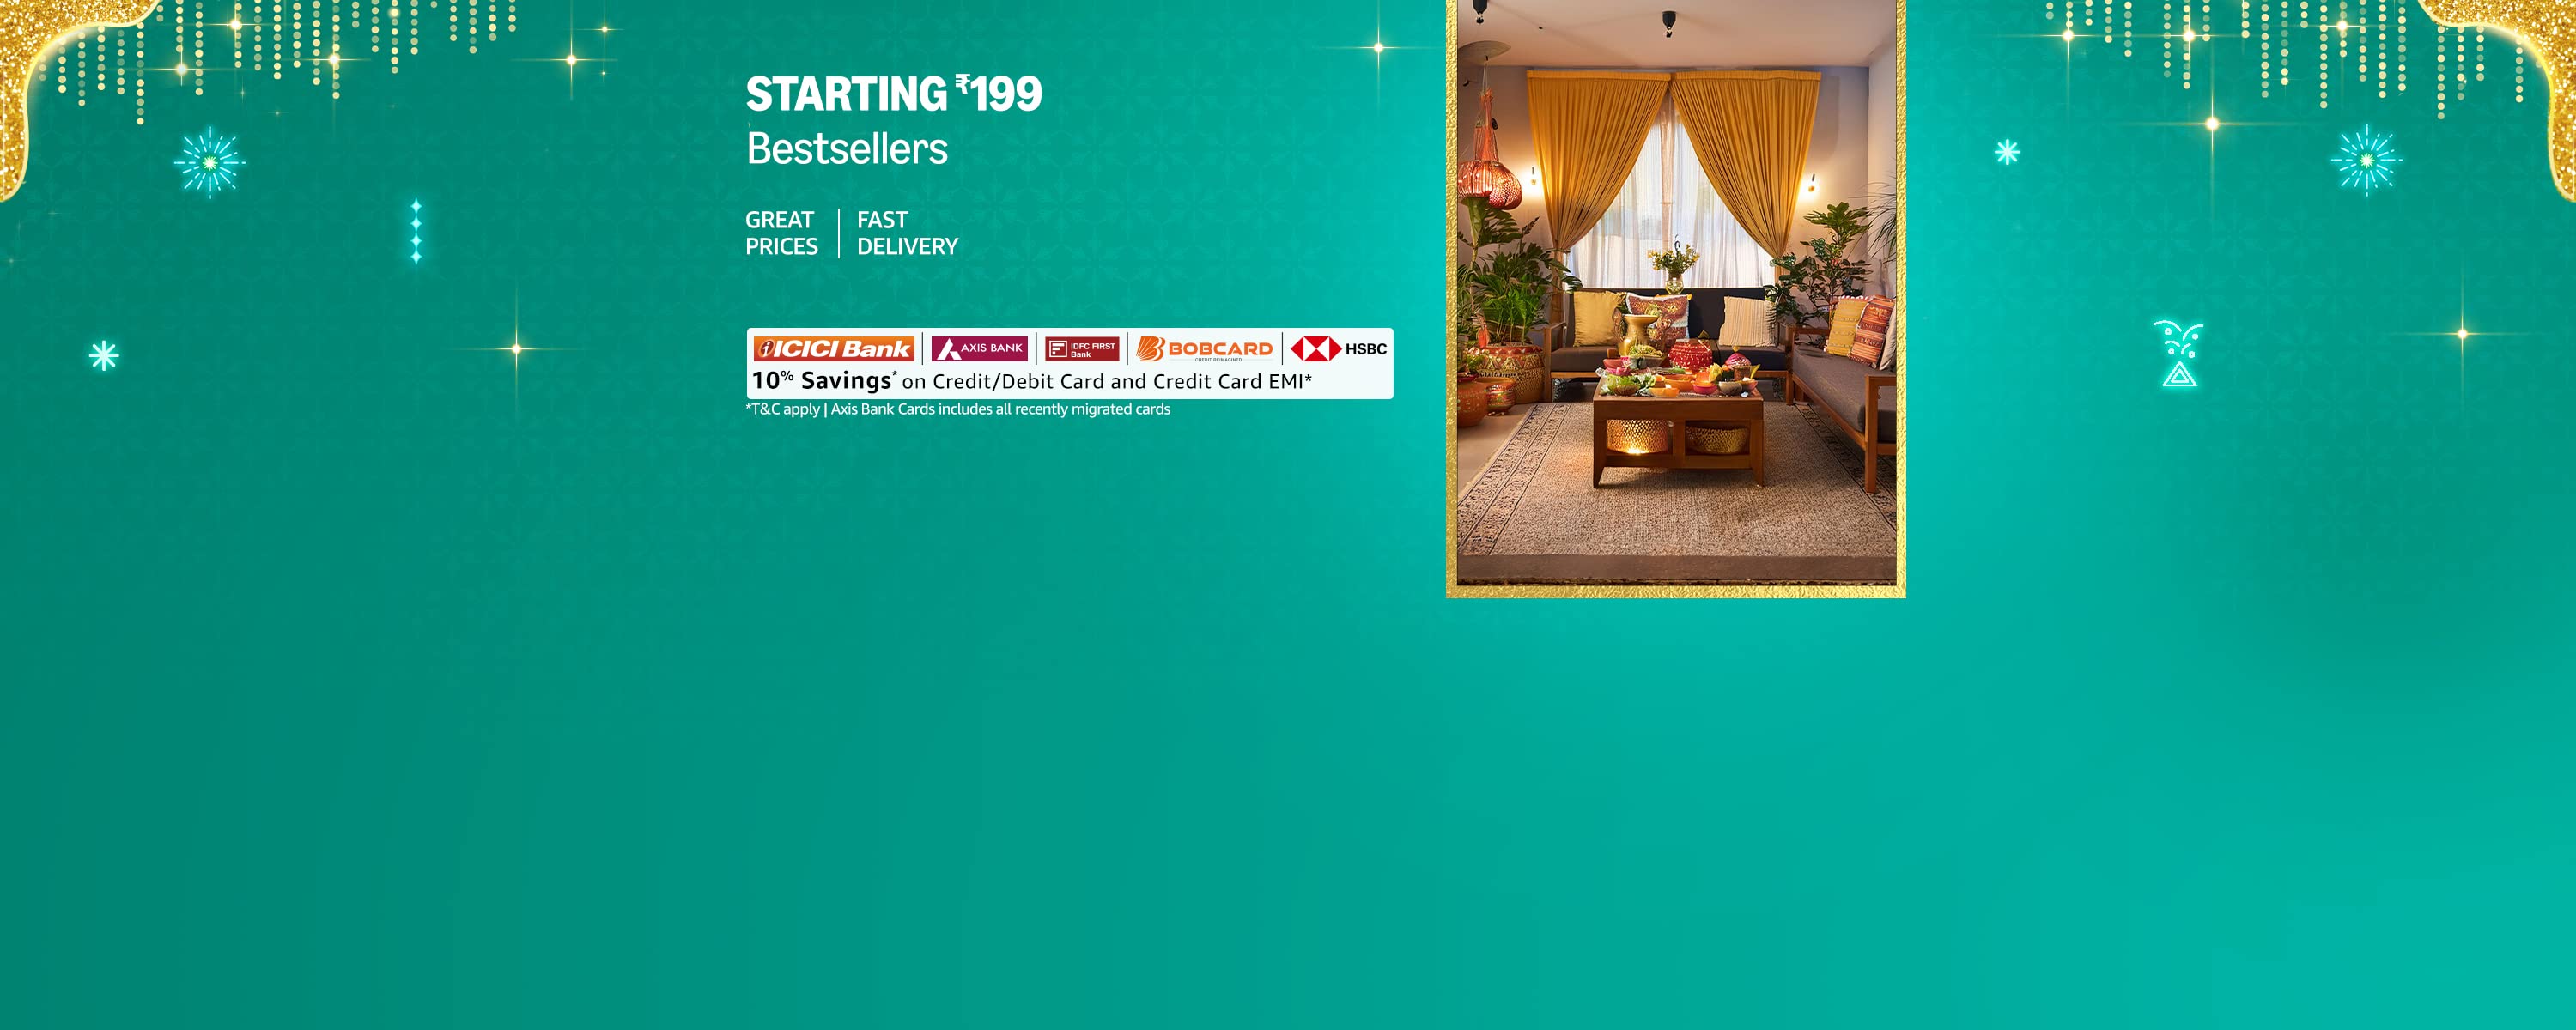 STARTING ₹199
Bestsellers
GREAT PRICES | FAST DELIVERY
ICICI Bank | AXIS BANK | IDFC FIRST Bank | BOBCARD CREDIT REIMAGINED | HSBC
10% Savings* on Credit/Debit Card and Credit Card EMI*
*T&C apply | Axis Bank Cards includes all recently migrated cards